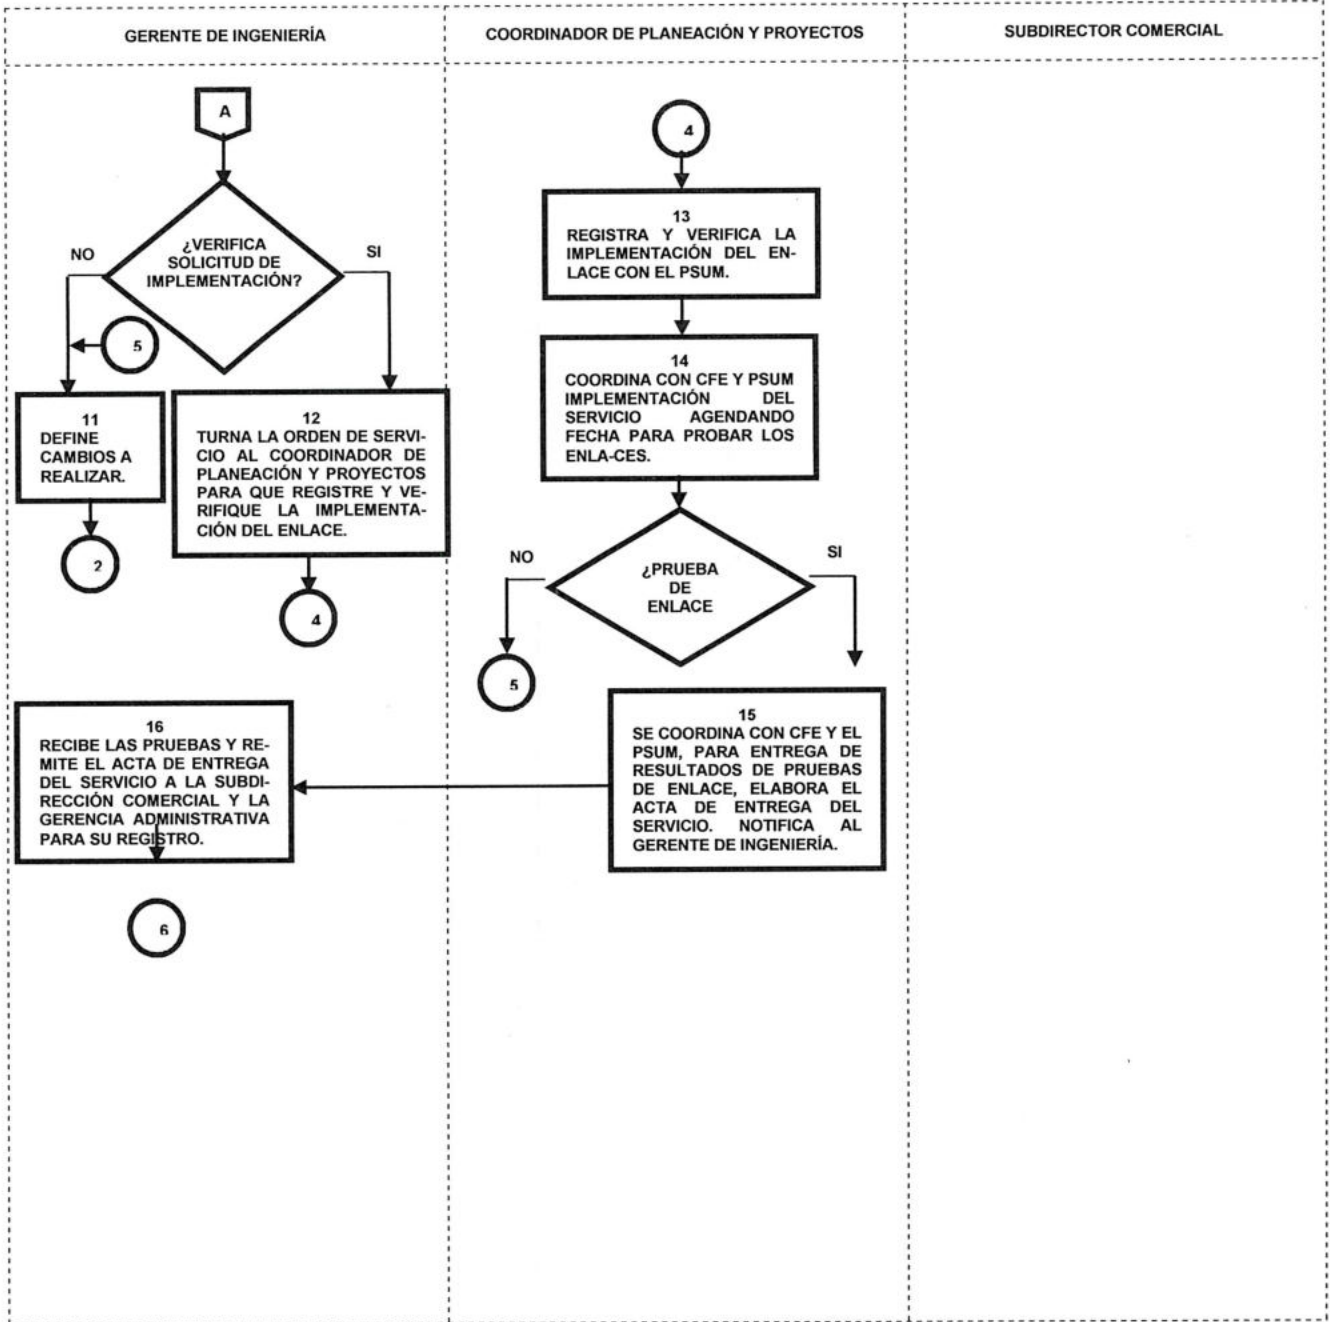 GERENTE DE INGENIERÍA
COORDINADOR DE PLANEACIÓN Y PROYECTOS
SUBDIRECTOR COMERCIAL
A
¿VERIFICA
SOLICITUD DE
IMPLEMENTACIÓN?
NO
SI
5
11
DEFINE
CAMBIOS A
REALIZAR.
2
12
TURNA LA ORDEN DE SERVI-
CIO AL COORDINADOR DE
PLANEACIÓN Y PROYECTOS
PARA QUE REGISTRE Y VE-
RIFIQUE LA IMPLEMENTA-
CIÓN DEL ENLACE.
4
4
13
REGISTRA Y VERIFICA LA
IMPLEMENTACIÓN DEL EN-
LACE CON EL PSUM.
14
COORDINA CON CFE Y PSUM
IMPLEMENTACIÓN DEL
SERVICIO AGENDANDO
FECHA PARA PROBAR LOS
ENLA-CES.
¿PRUEBA
DE
ENLACE
NO
SI
5
15
SE COORDINA CON CFE Y EL
PSUM, PARA ENTREGA DE
RESULTADOS DE PRUEBAS
DE ENLACE, ELABORA EL
ACTA DE ENTREGA DEL
SERVICIO. NOTIFICA AL
GERENTE DE INGENIERÍA.
16
RECIBE LAS PRUEBAS Y RE-
MITE EL ACTA DE ENTREGA
DEL SERVICIO A LA SUBDI-
RECCIÓN COMERCIAL Y LA
GERENCIA ADMINISTRATIVA
PARA SU REGISTRO.
6